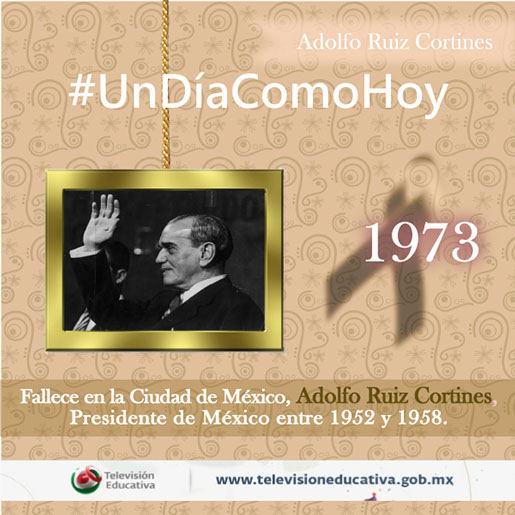 Adolfo Ruiz Cortines
#UnDíaComoHoy
1973
Fallece en la Ciudad de México, Adolfo Ruiz Cortines,
Presidente de México entre 1952 y 1958.
Televisión
Educativa
www.televisioneducativa.gob.mx